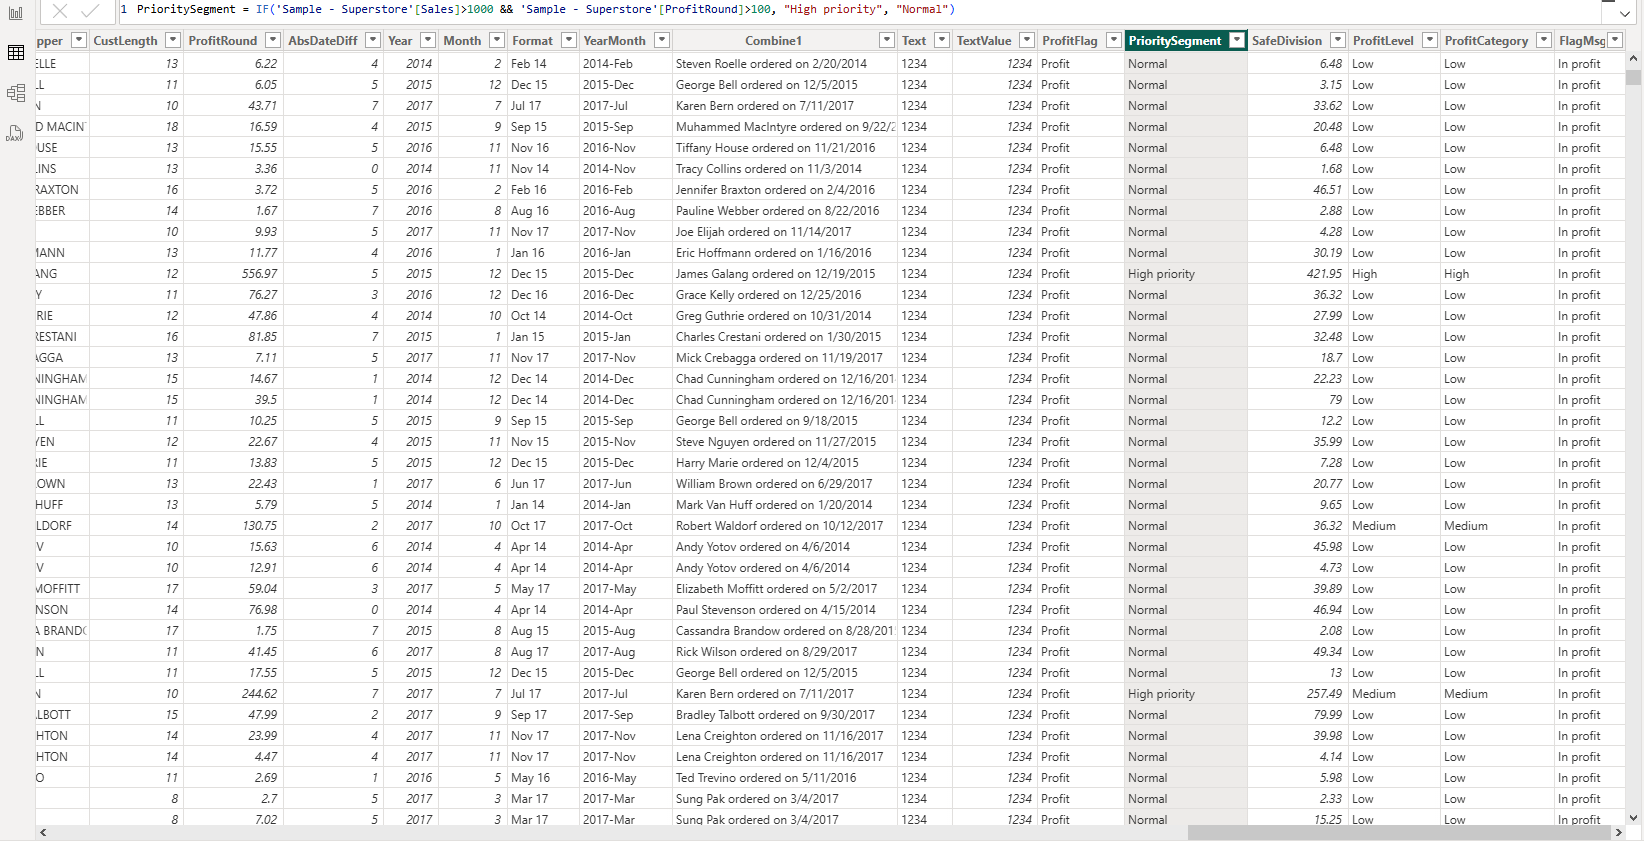 1 PrioritySegment = IF('Sample - Superstore'[Sales]>1000 && 'Sample - Superstore'[ProfitRound]>100, "High priority", "Normal")
pper CustLength ProfitRound AbsDateDiff Year Month Format YearMonth Combine1 Text TextValue ProfitFlag PrioritySegment SafeDivision ProfitLevel ProfitCategory FlagMsg
ELLE 13 6.22 4 2014 2 Feb 14 2014-Feb Steven Roelle ordered on 2/20/2014 1234 1234 Profit Normal 6.48 Low Low In profit
LL 11 6.05 5 2015 12 Dec 15 2015-Dec George Bell ordered on 12/5/2015 1234 1234 Profit Normal 3.15 Low Low In profit
N 10 43.71 7 2017 7 Jul 17 2017-Jul Karen Bern ordered on 7/11/2017 1234 1234 Profit Normal 33.62 Low Low In profit
D MACIN 18 16.59 4 2015 9 Sep 15 2015-Sep Muhammed MacIntyre ordered on 9/22/2 1234 1234 Profit Normal 20.48 Low Low In profit
USE 13 15.55 5 2016 11 Nov 16 2016-Nov Tiffany House ordered on 11/21/2016 1234 1234 Profit Normal 6.48 Low Low In profit
LINS 13 3.36 0 2014 11 Nov 14 2014-Nov Tracy Collins ordered on 11/3/2014 1234 1234 Profit Normal 1.68 Low Low In profit
RAXTON 16 3.72 5 2016 2 Feb 16 2016-Feb Jennifer Braxton ordered on 2/4/2016 1234 1234 Profit Normal 46.51 Low Low In profit
EBBER 14 1.67 7 2016 8 Aug 16 2016-Aug Pauline Webber ordered on 8/22/2016 1234 1234 Profit Normal 2.88 Low Low In profit
10 9.93 5 2017 11 Nov 17 2017-Nov Joe Elijah ordered on 11/14/2017 1234 1234 Profit Normal 4.28 Low Low In profit
MANN 13 11.77 4 2016 1 Jan 16 2016-Jan Eric Hoffmann ordered on 1/16/2016 1234 1234 Profit Normal 30.19 Low Low In profit
ANG 12 556.97 5 2015 12 Dec 15 2015-Dec James Galang ordered on 12/19/2015 1234 1234 Profit High priority 421.95 High High In profit
Y 11 76.27 3 2016 12 Dec 16 2016-Dec Grace Kelly ordered on 12/25/2016 1234 1234 Profit Normal 36.32 Low Low In profit
RIE 12 47.86 4 2014 10 Oct 14 2014-Oct Greg Guthrie ordered on 10/31/2014 1234 1234 Profit Normal 27.99 Low Low In profit
RESTANI 16 81.85 7 2015 1 Jan 15 2015-Jan Charles Crestani ordered on 1/30/2015 1234 1234 Profit Normal 32.48 Low Low In profit
AGGA 13 7.11 5 2017 11 Nov 17 2017-Nov Mick Crebagga ordered on 11/19/2017 1234 1234 Profit Normal 18.7 Low Low In profit
NINGHAM 15 14.67 1 2014 12 Dec 14 2014-Dec Chad Cunningham ordered on 12/16/201 1234 1234 Profit Normal 22.23 Low Low In profit
NINGHAM 15 39.5 1 2014 12 Dec 14 2014-Dec Chad Cunningham ordered on 12/16/201 1234 1234 Profit Normal 79 Low Low In profit
LL 11 10.25 5 2015 9 Sep 15 2015-Sep George Bell ordered on 9/18/2015 1234 1234 Profit Normal 12.2 Low Low In profit
YEN 12 22.67 4 2015 11 Nov 15 2015-Nov Steve Nguyen ordered on 11/27/2015 1234 1234 Profit Normal 35.99 Low Low In profit
RIE 11 13.83 5 2015 12 Dec 15 2015-Dec Harry Marie ordered on 12/4/2015 1234 1234 Profit Normal 7.28 Low Low In profit
OWN 13 22.43 1 2017 6 Jun 17 2017-Jun William Brown ordered on 6/29/2017 1234 1234 Profit Normal 20.77 Low Low In profit
HUFF 13 5.79 5 2014 1 Jan 14 2014-Jan Mark Van Huff ordered on 1/20/2014 1234 1234 Profit Normal 9.65 Low Low In profit
LDORF 14 130.75 2 2017 10 Oct 17 2017-Oct Robert Waldorf ordered on 10/12/2017 1234 1234 Profit Normal 36.32 Medium Medium In profit
V 10 15.63 6 2014 4 Apr 14 2014-Apr Andy Yotov ordered on 4/6/2014 1234 1234 Profit Normal 45.98 Low Low In profit
V 10 12.91 6 2014 4 Apr 14 2014-Apr Andy Yotov ordered on 4/6/2014 1234 1234 Profit Normal 4.73 Low Low In profit
MOFFITT 17 59.04 3 2017 5 May 17 2017-May Elizabeth Moffitt ordered on 5/2/2017 1234 1234 Profit Normal 39.89 Low Low In profit
NSON 14 76.98 0 2014 4 Apr 14 2014-Apr Paul Stevenson ordered on 4/15/2014 1234 1234 Profit Normal 46.94 Low Low In profit
A BRANDO 17 1.75 7 2015 8 Aug 15 2015-Aug Cassandra Brandow ordered on 8/28/201 1234 1234 Profit Normal 2.08 Low Low In profit
N 11 41.45 6 2017 8 Aug 17 2017-Aug Rick Wilson ordered on 8/29/2017 1234 1234 Profit Normal 49.34 Low Low In profit
LL 11 17.55 5 2015 12 Dec 15 2015-Dec George Bell ordered on 12/5/2015 1234 1234 Profit Normal 13 Low Low In profit
N 10 244.62 7 2017 7 Jul 17 2017-Jul Karen Bern ordered on 7/11/2017 1234 1234 Profit High priority 257.49 Medium Medium In profit
ALBOTT 15 47.99 2 2017 9 Sep 17 2017-Sep Bradley Talbott ordered on 9/30/2017 1234 1234 Profit Normal 79.99 Low Low In profit
HTON 14 23.99 4 2017 11 Nov 17 2017-Nov Lena Creighton ordered on 11/16/2017 1234 1234 Profit Normal 39.98 Low Low In profit
HTON 14 4.47 4 2017 11 Nov 17 2017-Nov Lena Creighton ordered on 11/16/2017 1234 1234 Profit Normal 4.14 Low Low In profit
O 11 2.69 1 2016 5 May 16 2016-May Ted Trevino ordered on 5/11/2016 1234 1234 Profit Normal 5.98 Low Low In profit
8 2.7 5 2017 3 Mar 17 2017-Mar Sung Pak ordered on 3/4/2017 1234 1234 Profit Normal 2.33 Low Low In profit
8 7.02 5 2017 3 Mar 17 2017-Mar Sung Pak ordered on 3/4/2017 1234 1234 Profit Normal 15.25 Low Low In profit